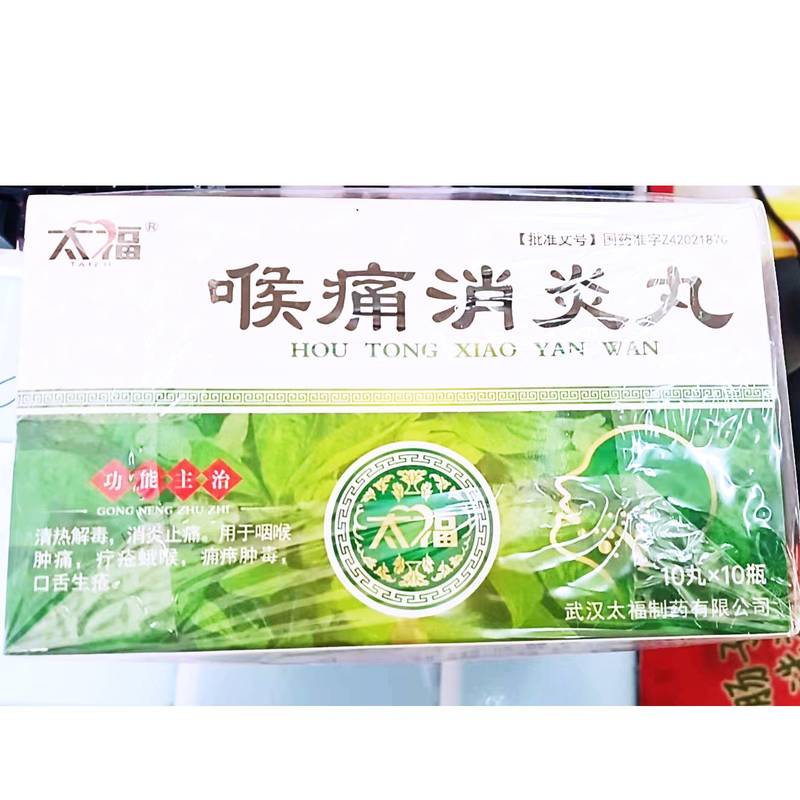 太福®
TAIFU
【批准文号】国药准字Z42021870
喉痛消炎丸
HOU TONG XIAO YAN WAN
功能主治
GONG NENG ZHU ZHI
清热解毒，消炎止痛。用于咽喉
肿痛，疔疮蛾喉，痈疖肿毒，
口舌生疮。
太福
10丸×10瓶
武汉太福制药有限公司
肠